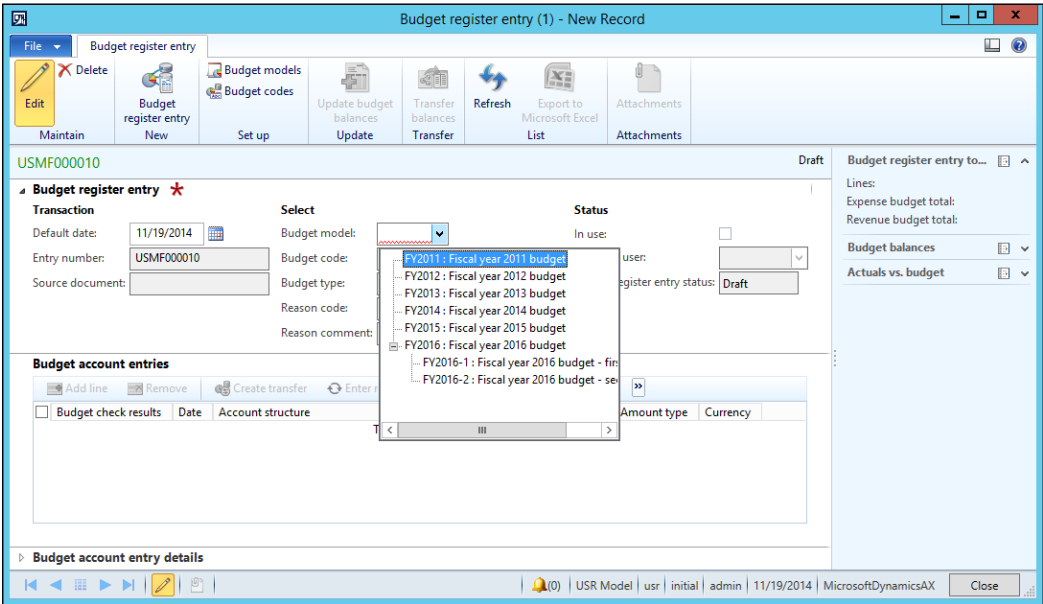 Budget register entry (1) - New Record
File
Budget register entry
Edit
Delete
Maintain
Budget register entry
New
Budget models
Budget codes
Set up
Update budget balances
Update
Transfer balances
Transfer
Refresh
Export to Microsoft Excel
List
Attachments
Attachments
USMF000010
Draft
Budget register entry
Transaction
Select
Status
Default date: 11/19/2014
Budget model:
In use:
Entry number: USMF000010
Budget code:
user:
Source document:
Budget type:
register entry status: Draft
Reason code:
Reason comment:
FY2011 : Fiscal year 2011 budget
FY2012 : Fiscal year 2012 budget
FY2013 : Fiscal year 2013 budget
FY2014 : Fiscal year 2014 budget
FY2015 : Fiscal year 2015 budget
FY2016 : Fiscal year 2016 budget
FY2016-1 : Fiscal year 2016 budget - fir
FY2016-2 : Fiscal year 2016 budget - se
Budget account entries
Add line
Remove
Create transfer
Enter
Budget check results
Date
Account structure
Amount type
Currency
T
Budget account entry details
Budget register entry to...
Lines:
Expense budget total:
Revenue budget total:
Budget balances
Actuals vs. budget
(0)
USR Model
usr
initial
admin
11/19/2014
MicrosoftDynamicsAX
Close